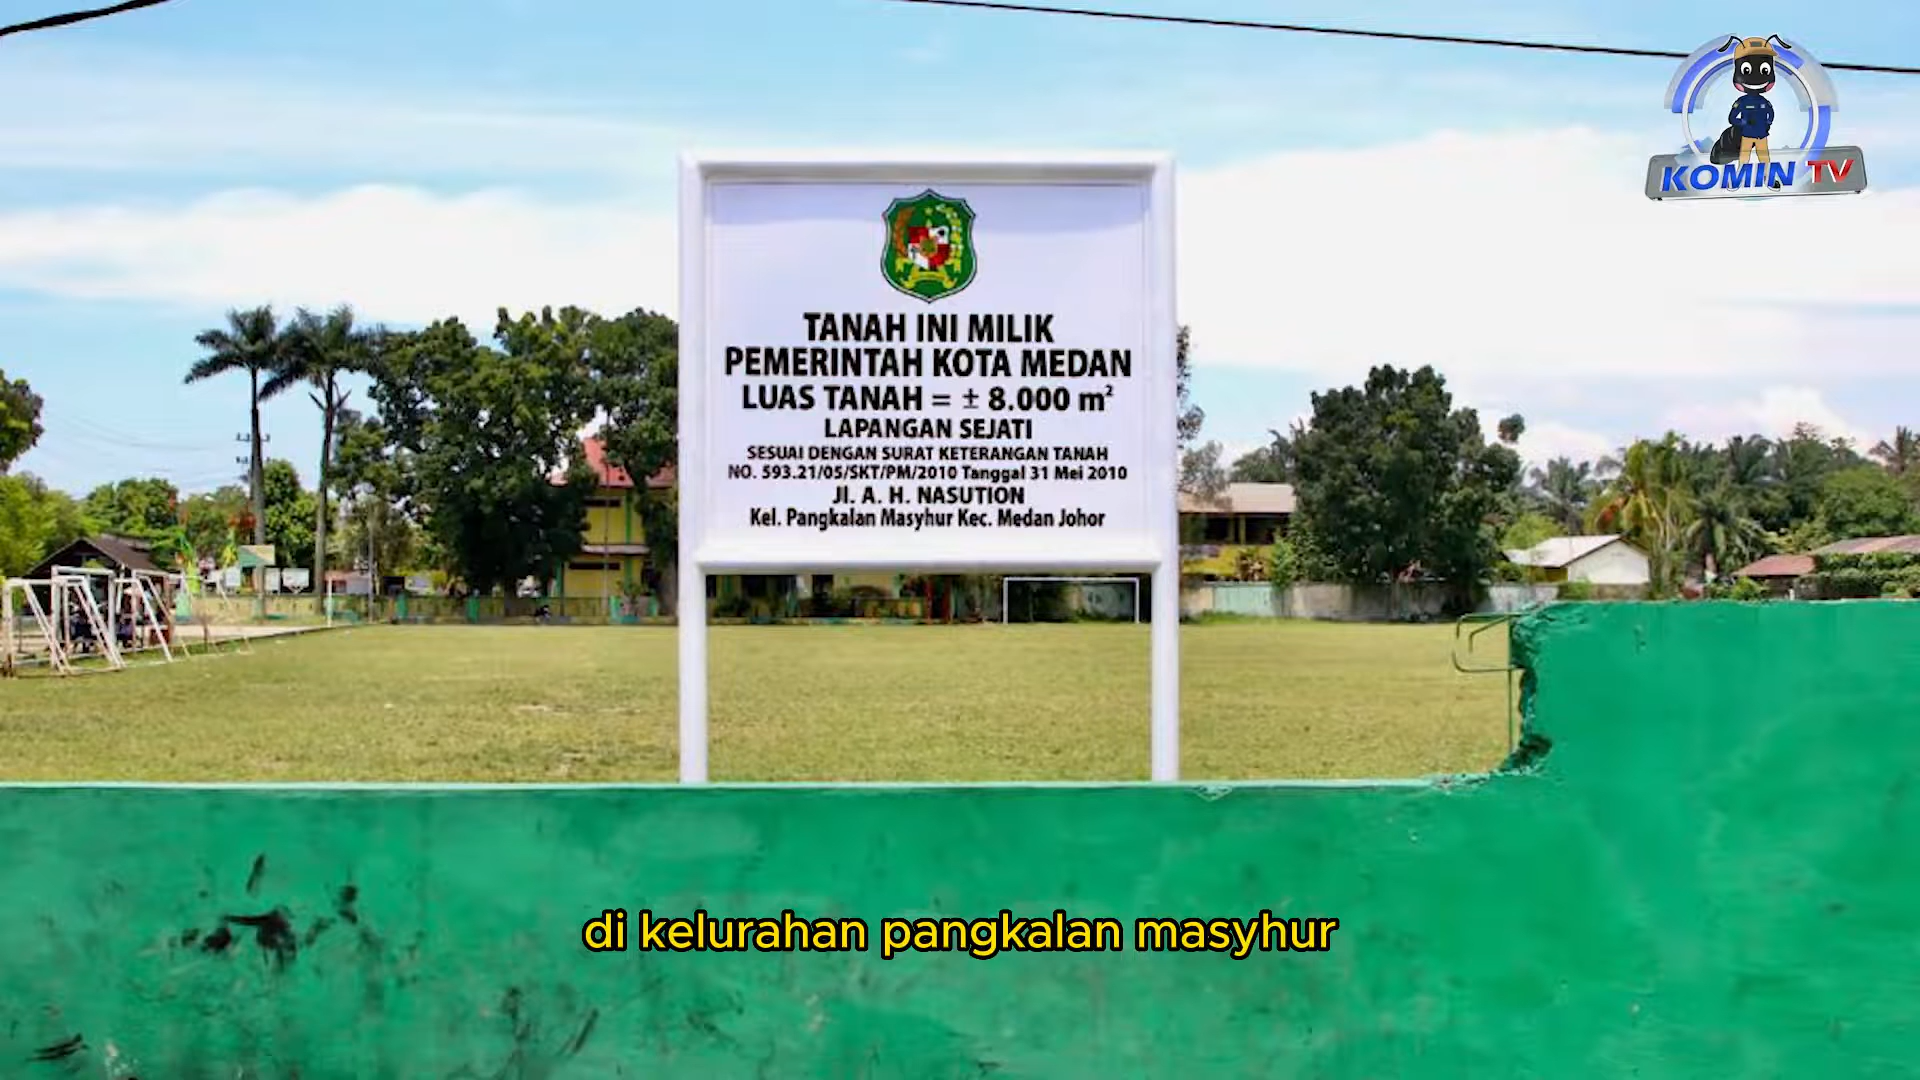 KOMIN TV
TANAH INI MILIK
PEMERINTAH KOTA MEDAN
LUAS TANAH = ± 8.000 m²
LAPANGAN SEJATI
SESUAI DENGAN SURAT KETERANGAN TANAH
NO. 593.21/05/SKT/PM/2010 Tanggal 31 Mei 2010
Jl. A. H. NASUTION
Kel. Pangkalan Masyhur Kec. Medan Johor
di kelurahan pangkalan masyhur